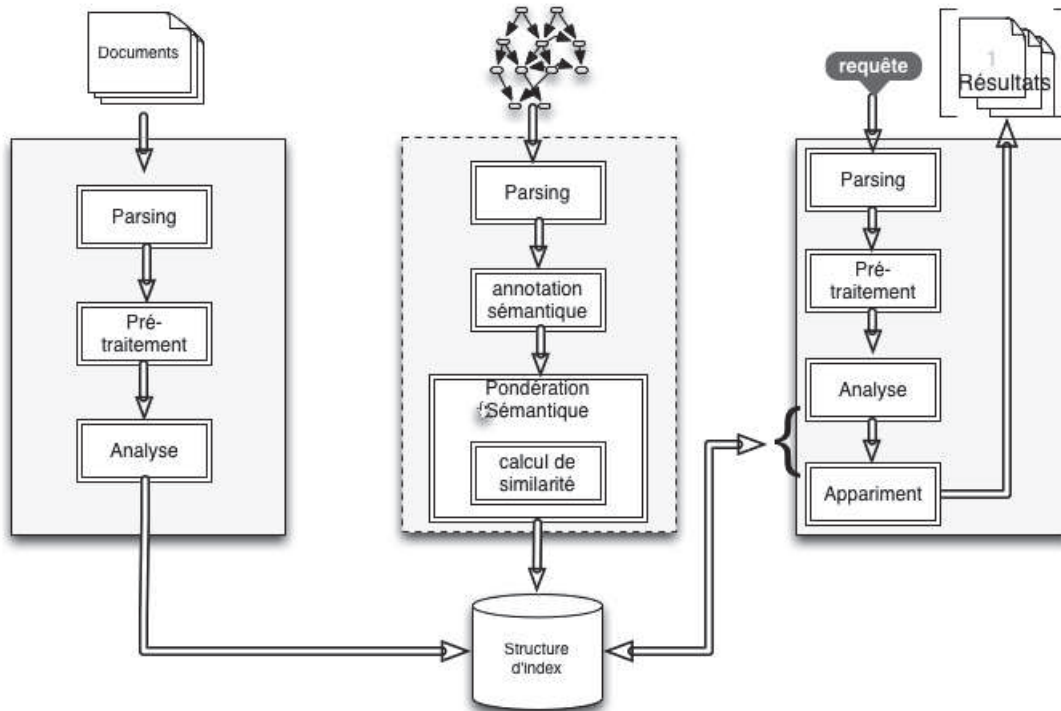 Documents
Parsing
Pré-
traitement
Analyse
Parsing
annotation
sémantique
Pondération
Sémantique
calcul de
similarité
Structure
d'index
requête
1
Résultats
Parsing
Pré-
traitement
Analyse
Appariment